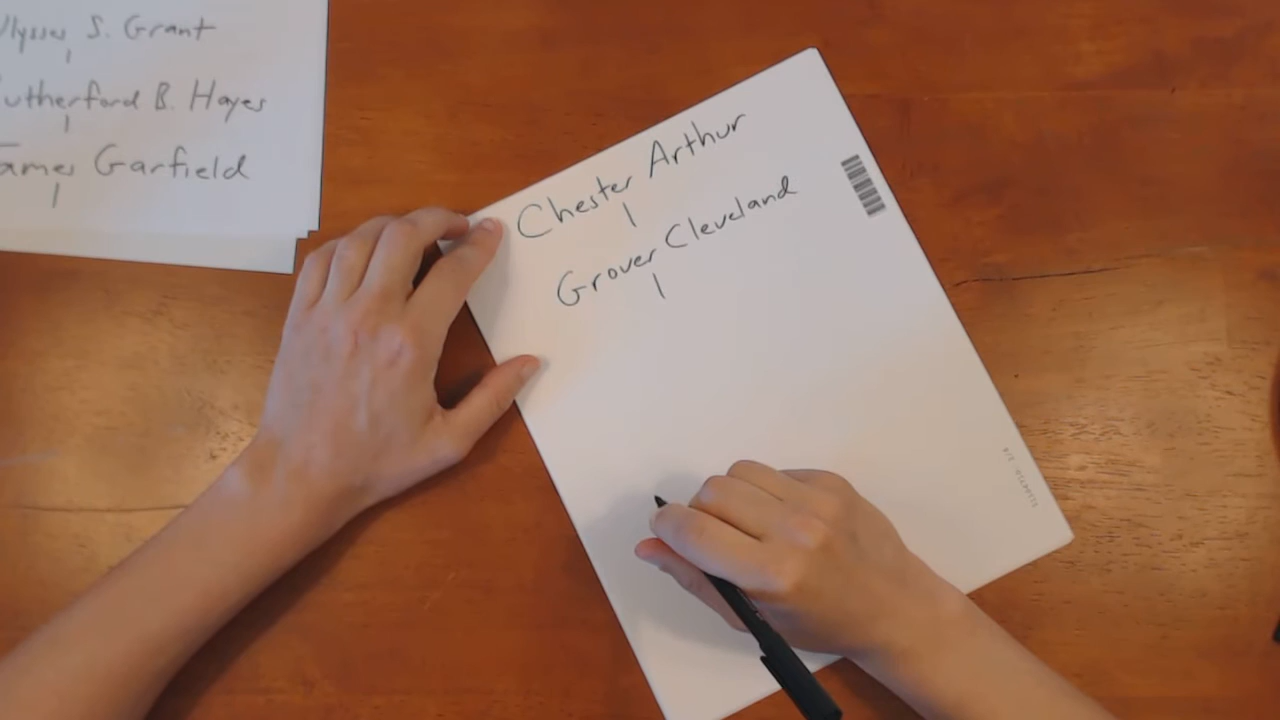 Ulysses S. Grant
Rutherford B. Hayes
James Garfield
Chester Arthur
Grover Cleveland